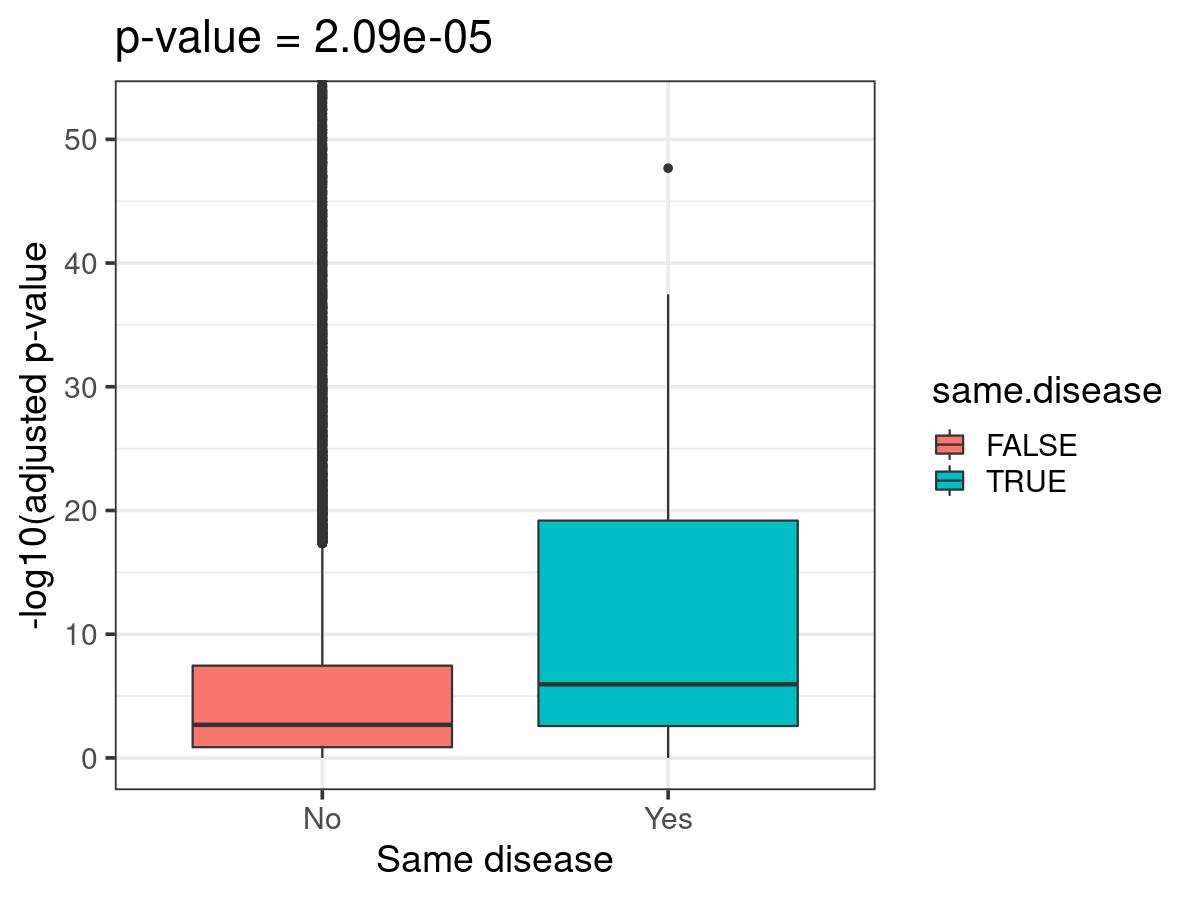 p-value = 2.09e-05
-log10(adjusted p-value
50
40
30
20
10
0
No
Yes
Same disease
same.disease
FALSE
TRUE